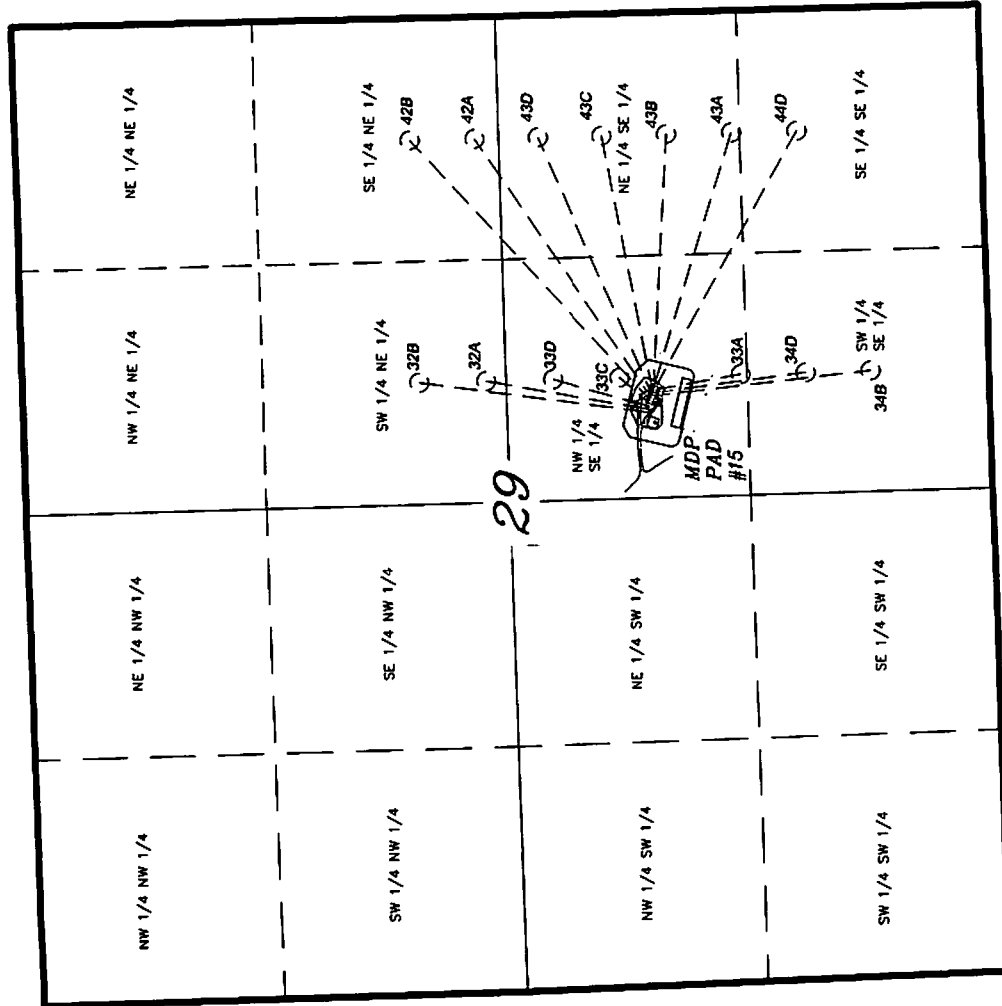 NW 1/4 NW 1/4
NE 1/4 NW 1/4
NW 1/4 NE 1/4
NE 1/4 NE 1/4
SW 1/4 NW 1/4
SE 1/4 NW 1/4
SW 1/4 NE 1/4
SE 1/4 NE 1/4
32B
42B
32A
42A
29
33D
43D
33C
43C
NW 1/4
SE 1/4
NE 1/4 SE 1/4
43B
NW 1/4 SW 1/4
NE 1/4 SW 1/4
MDP
PAD
#15
33A
43A
34D
44D
SW 1/4 SW 1/4
SE 1/4 SW 1/4
34B
SW 1/4
SE 1/4
SE 1/4 SE 1/4